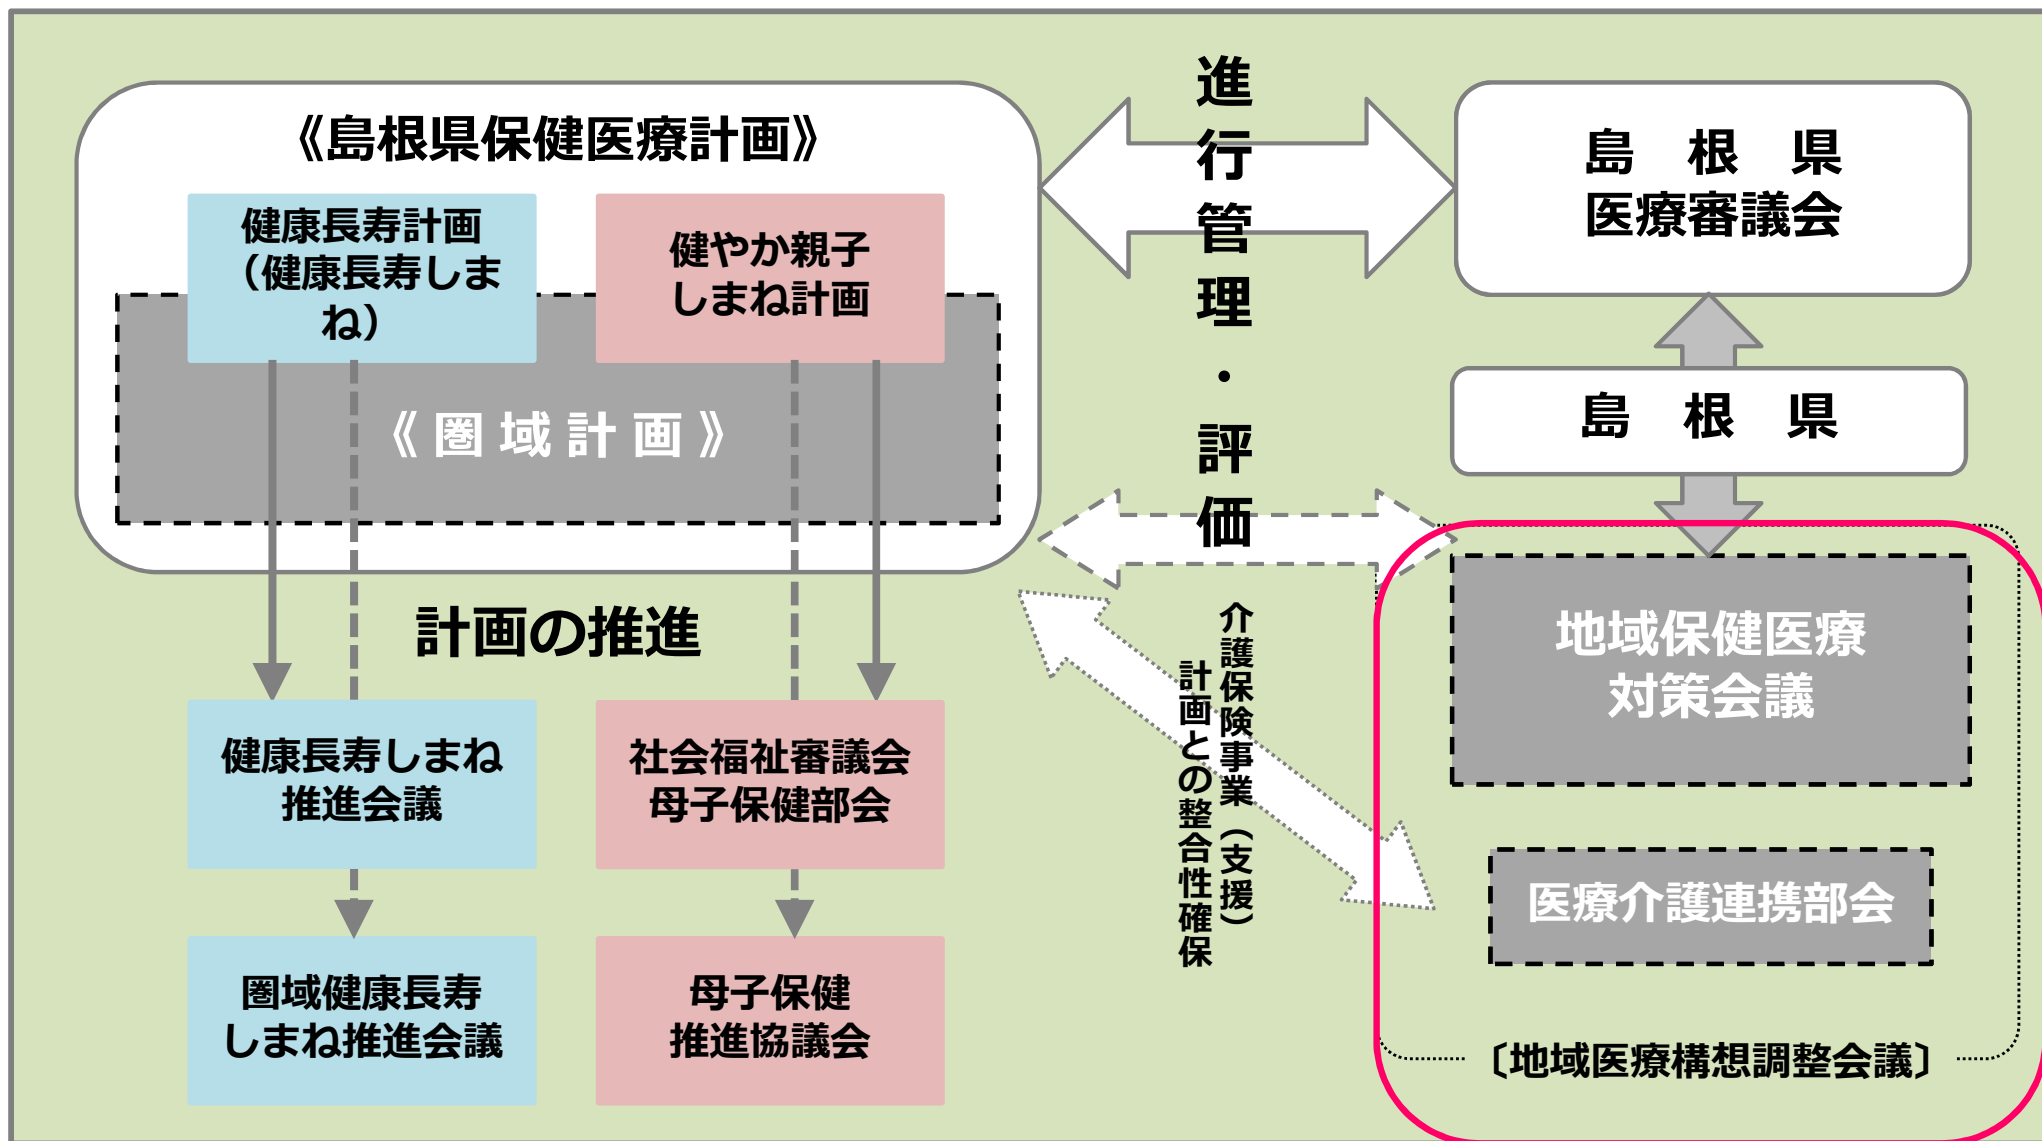 《島根県保健医療計画》
健康長寿計画
（健康長寿しま
ね）
健やか親子
しまね計画
《圏域計画》
進行管理・評価
島　根　県
医療審議会
島　根　県
計画の推進
健康長寿しまね
推進会議
社会福祉審議会
母子保健部会
圏域健康長寿
しまね推進会議
母子保健
推進協議会
介護保険事業（支援）
計画との整合性確保
地域保健医療
対策会議
医療介護連携部会
〔地域医療構想調整会議〕